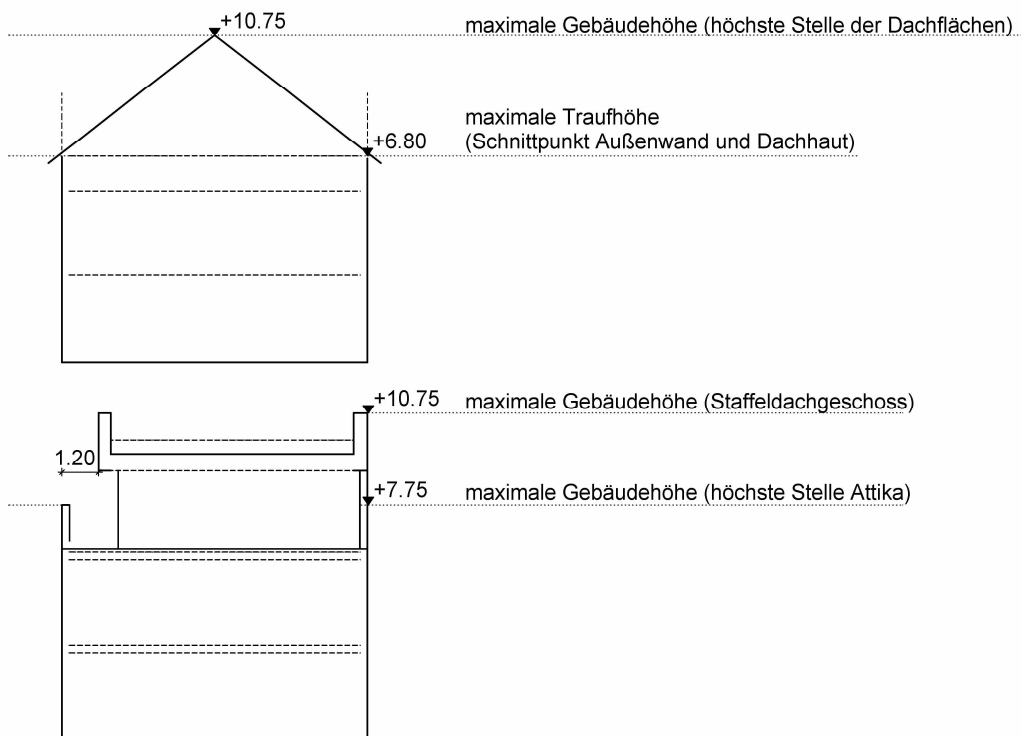 +10.75 maximale Gebäudehöhe (höchste Stelle der Dachflächen)
maximale Traufhöhe
+6.80 (Schnittpunkt Außenwand und Dachhaut)
+10.75 maximale Gebäudehöhe (Staffeldachgeschoss)
1.20
+7.75 maximale Gebäudehöhe (höchste Stelle Attika)